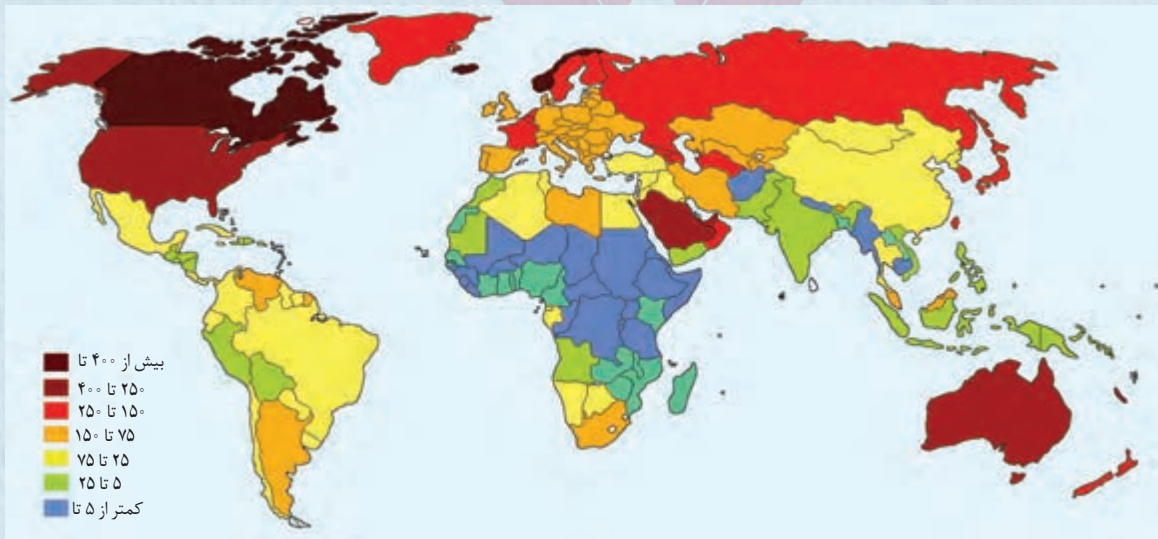 بیش از ۴۰۰ تا
۲۵۰ تا ۴۰۰
۱۵۰ تا ۲۵۰
۷۵ تا ۱۵۰
۲۵ تا ۷۵
۵ تا ۲۵
کمتر از ۵ تا